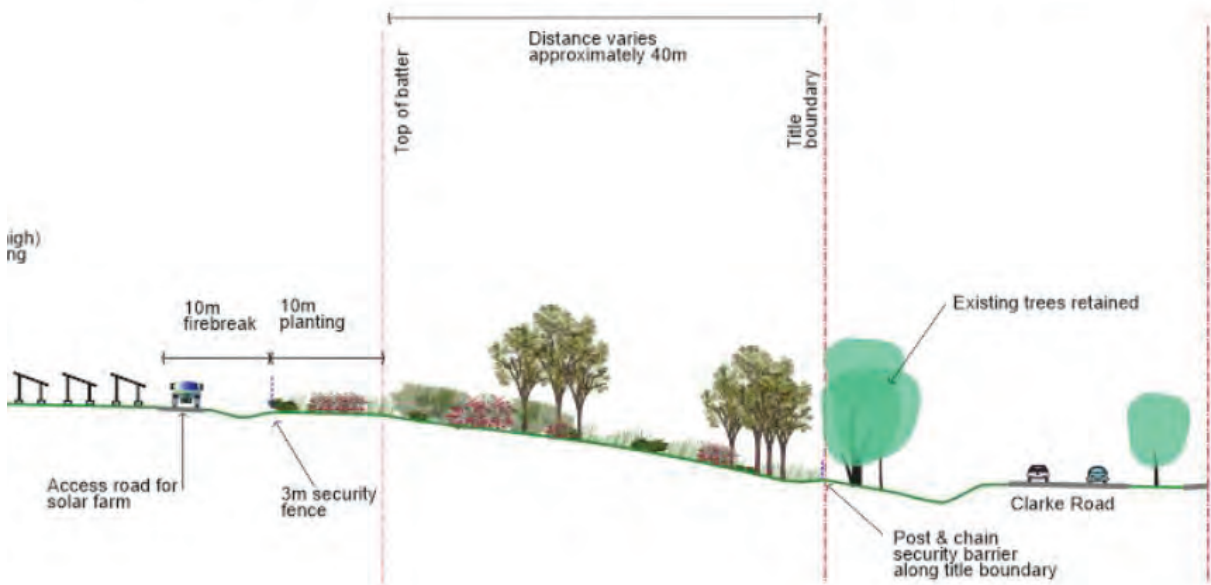 Distance varies
approximately 40m
Top of batter
Title
boundary
igh)
ng
10m
firebreak
10m
planting
Existing trees retained
Access road for
solar farm
3m security
fence
Clarke Road
Post & chain
security barrier
along title boundary